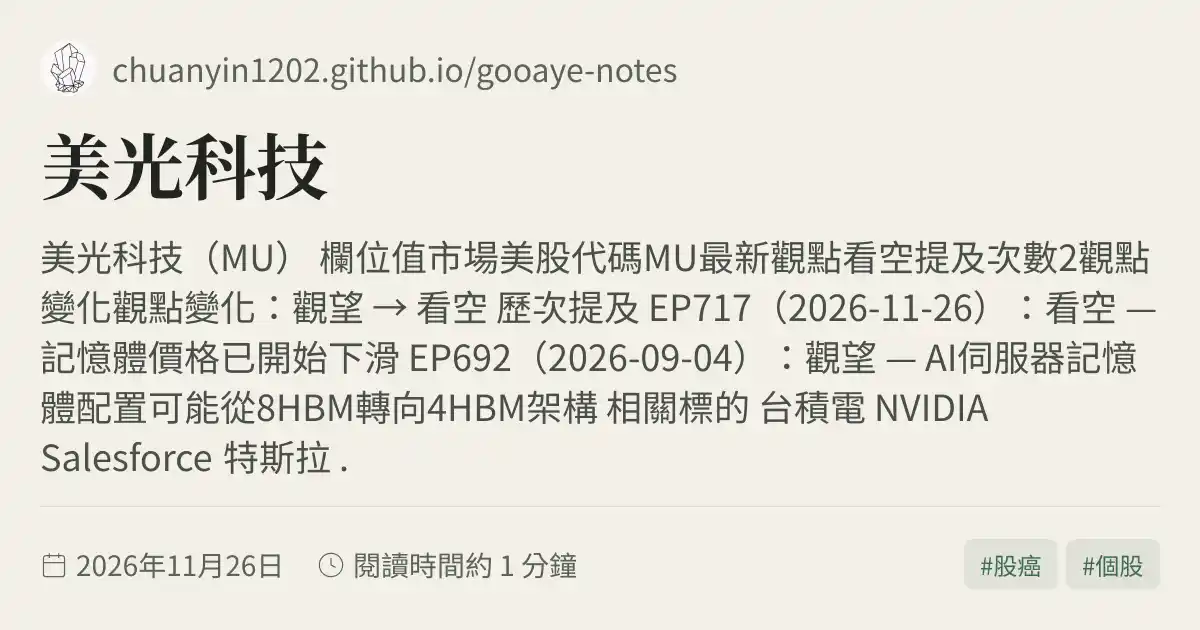 chuanyin1202.github.io/gooaye-notes
美光科技
美光科技（MU） 欄位值市場美股代碼MU最新觀點看空提及次數2觀點
變化觀點變化：觀望 → 看空 歷次提及 EP717（2026-11-26）：看空 —
記憶體價格已開始下滑 EP692（2026-09-04）：觀望 — AI伺服器記憶
體配置可能從8HBM轉向4HBM架構 相關標的 台積電 NVIDIA
Salesforce 特斯拉 .
2026年11月26日 閱讀時間約 1 分鐘 #股癌 #個股